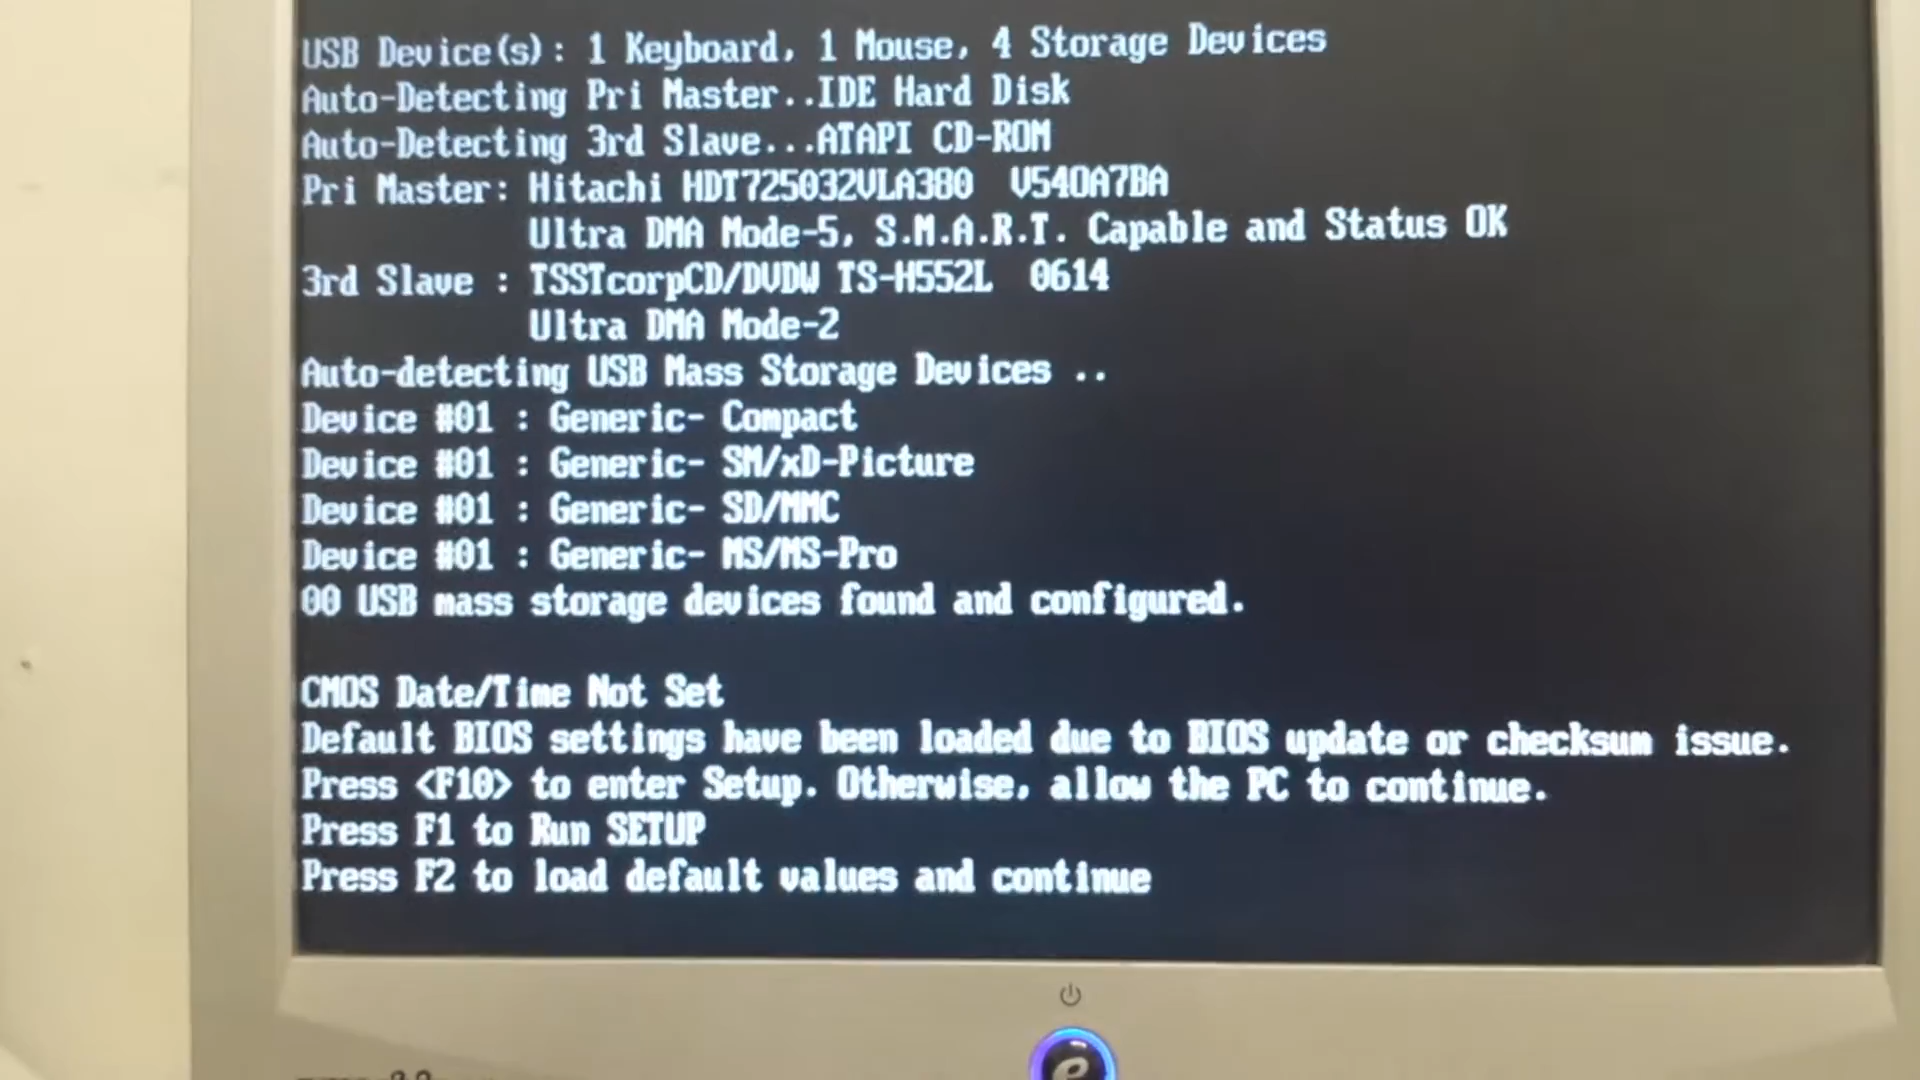 USB Device(s): 1 Keyboard, 1 Mouse, 4 Storage Devices
Auto-Detecting Pri Master..IDE Hard Disk
Auto-Detecting 3rd Slave...ATAPI CD-ROM
Pri Master: Hitachi HDT725032VLA380  V54OA7BA
Ultra DMA Mode-5, S.M.A.R.T. Capable and Status OK
3rd Slave : TSSTcorpCD/DVDW TS-H552L  0614
Ultra DMA Mode-2
Auto-detecting USB Mass Storage Devices ..
Device #01 : Generic- Compact
Device #01 : Generic- SM/xD-Picture
Device #01 : Generic- SD/MMC
Device #01 : Generic- MS/MS-Pro
00 USB mass storage devices found and configured.
CMOS Date/Time Not Set
Default BIOS settings have been loaded due to BIOS update or checksum issue.
Press <F10> to enter Setup. Otherwise, allow the PC to continue.
Press F1 to Run SETUP
Press F2 to load default values and continue
e